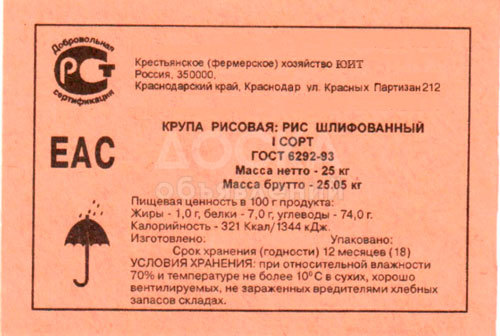 Добровольная
РСТ
сертификация
Крестьянское (фермерское) хозяйство ЮИТ
Россия, 350000,
Краснодарский край, Краснодар ул. Красных Партизан 212
EAC
КРУПА РИСОВАЯ: РИС ШЛИФОВАННЫЙ
I СОРТ
ГОСТ 6292-93
Масса нетто - 25 кг
Масса брутто - 25.05 кг
ДОСКА
объявлений
Пищевая ценность в 100 г продукта:
Жиры - 1,0 г, белки - 7,0 г, углеводы - 74,0 г.
Калорийность - 321 Ккал/ 1344 кДж.
Изготовлено: Упаковано:
Срок хранения (годности) 12 месяцев (18)
УСЛОВИЯ ХРАНЕНИЯ: при относительной влажности
70% и температуре не более 10°С в сухих, хорошо
вентилируемых, не зараженных вредителями хлебных
запасов складах.